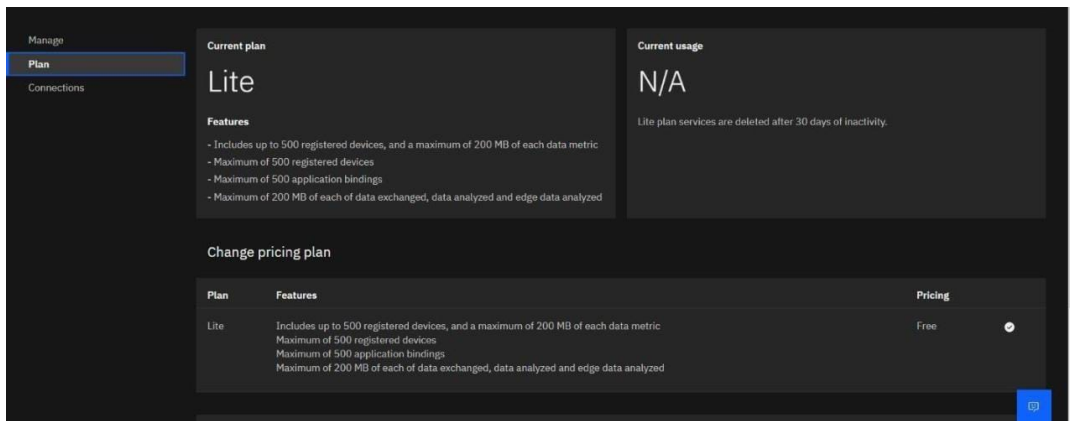 Manage
Plan
Connections
Current plan
Lite
Features
- Includes up to 500 registered devices, and a maximum of 200 MB of each data metric
- Maximum of 500 registered devices
- Maximum of 500 application bindings
- Maximum of 200 MB of each of data exchanged, data analyzed and edge data analyzed
Current usage
N/A
Lite plan services are deleted after 30 days of inactivity.
Change pricing plan
Plan Features Pricing
Lite Includes up to 500 registered devices, and a maximum of 200 MB of each data metric Free
Maximum of 500 registered devices
Maximum of 500 application bindings
Maximum of 200 MB of each of data exchanged, data analyzed and edge data analyzed